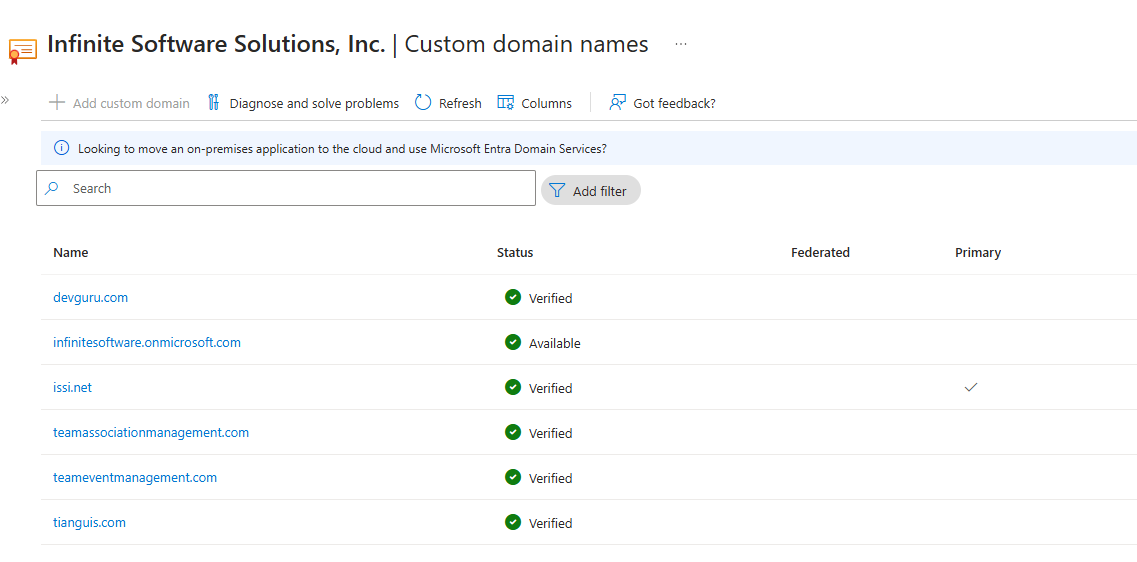 Infinite Software Solutions, Inc. | Custom domain names ...
Add custom domain Diagnose and solve problems Refresh Columns Got feedback?
Looking to move an on-premises application to the cloud and use Microsoft Entra Domain Services?
Search Add filter
Name Status Federated Primary
devguru.com Verified
infinitesoftware.onmicrosoft.com Available
issi.net Verified
teamassociationmanagement.com Verified
teameventmanagement.com Verified
tianguis.com Verified